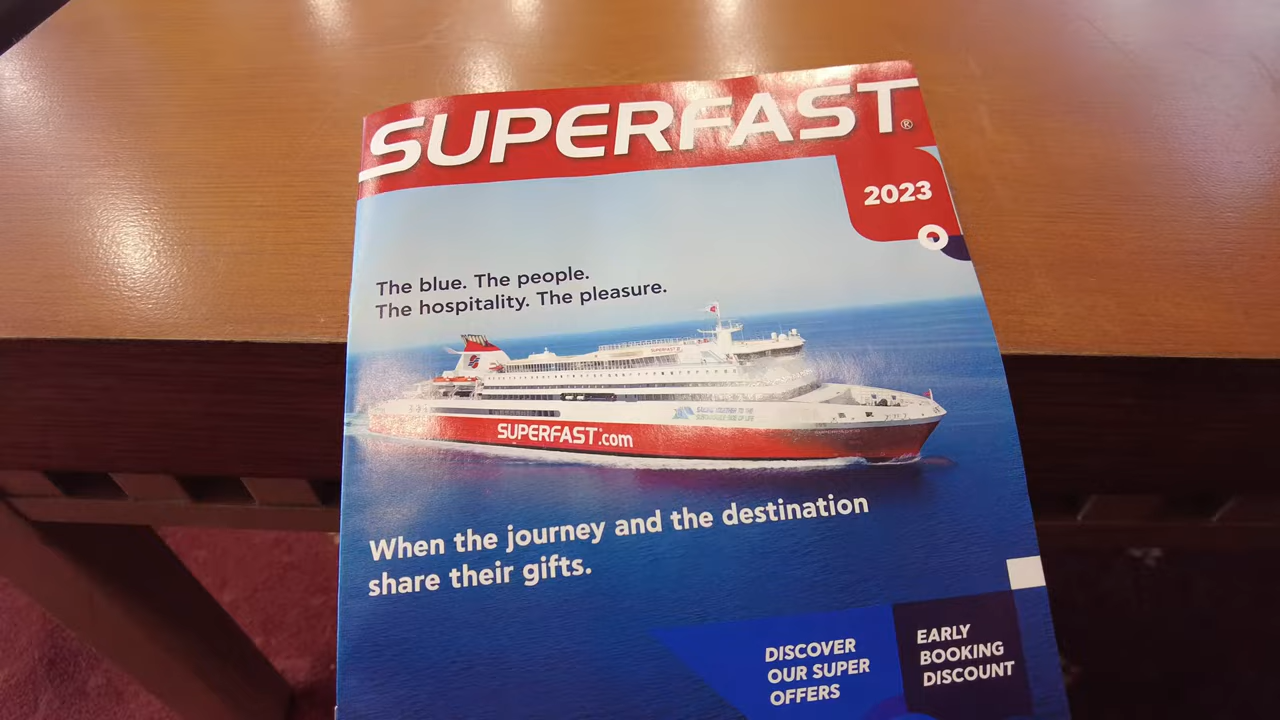 SUPERFAST®
2023
The blue. The people.
The hospitality. The pleasure.
SUPERFAST.com
When the journey and the destination
share their gifts.
DISCOVER
OUR SUPER
OFFERS
EARLY
BOOKING
DISCOUNT